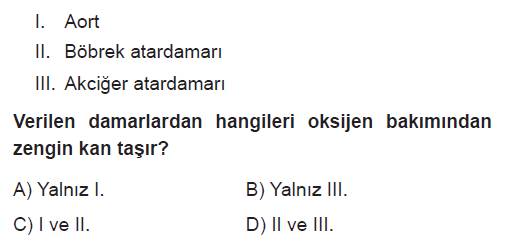 I. Aort
II. Böbrek atardamarı
III. Akciğer atardamarı
Verilen damarlardan hangileri oksijen bakımından
zengin kan taşır?
A) Yalnız I. B) Yalnız III.
C) I ve II. D) II ve III.